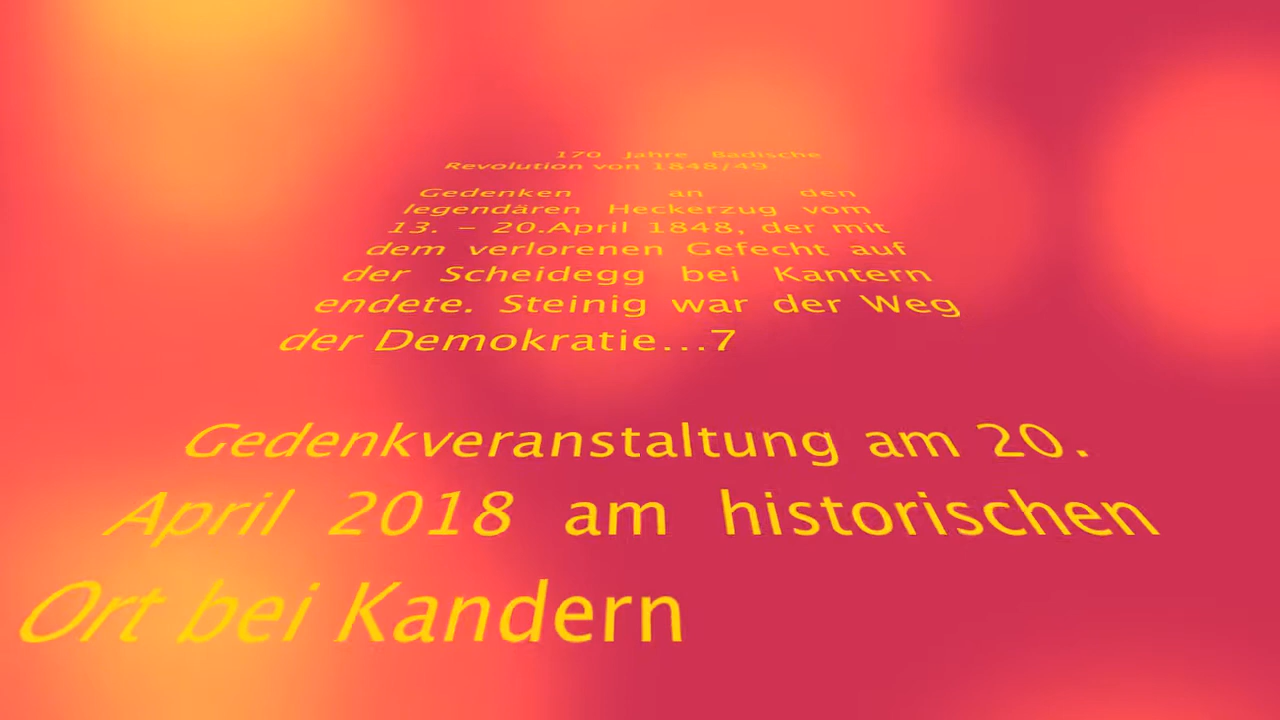 170 Jahre Badische
Revolution von 1848/49
Gedenken an den
legendären Heckerzug vom
13. – 20.April 1848, der mit
dem verlorenen Gefecht auf
der Scheidegg bei Kantern
endete. Steinig war der Weg
der Demokratie...7
Gedenkveranstaltung am 20.
April 2018 am historischen
Ort bei Kandern